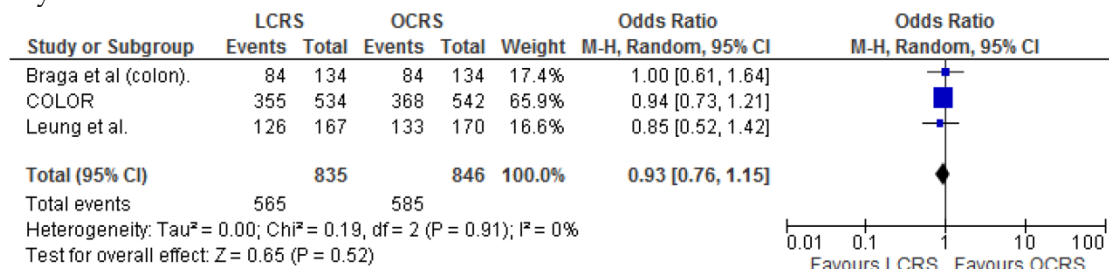 LCRS OCRS Odds Ratio Odds Ratio
Study or Subgroup Events Total Events Total Weight M-H, Random, 95% CI M-H, Random, 95% CI
Braga et al (colon). 84 134 84 134 17.4% 1.00 [0.61, 1.64]
COLOR 355 534 368 542 65.9% 0.94 [0.73, 1.21]
Leung et al. 126 167 133 170 16.6% 0.85 [0.52, 1.42]
Total (95% CI) 835 846 100.0% 0.93 [0.76, 1.15]
Total events 565 585
Heterogeneity: Tau² = 0.00; Chi² = 0.19, df = 2 (P = 0.91); I² = 0%
Test for overall effect: Z = 0.65 (P = 0.52)
0.01 0.1 1 10 100
Favours LCRS Favours OCRS